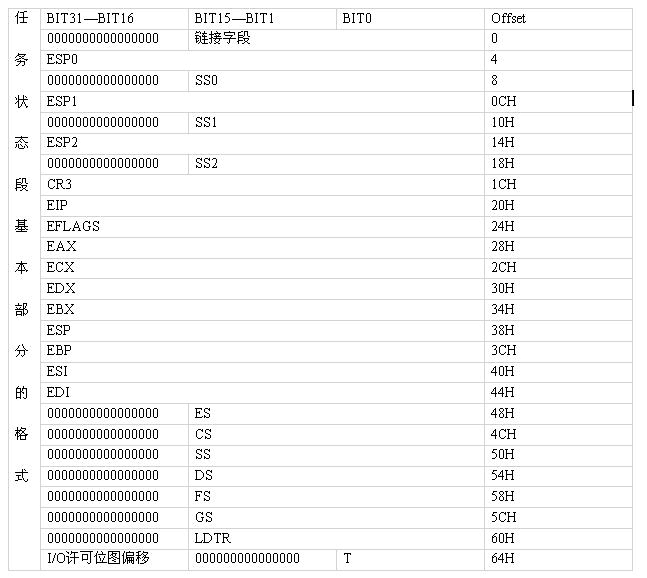 任务状态段基本部分的格式
BIT31—BIT16 BIT15—BIT1 BIT0 Offset
0000000000000000 链接字段 0
ESP0 4
0000000000000000 SS0 8
ESP1 0CH
0000000000000000 SS1 10H
ESP2 14H
0000000000000000 SS2 18H
CR3 1CH
EIP 20H
EFLAGS 24H
EAX 28H
ECX 2CH
EDX 30H
EBX 34H
ESP 38H
EBP 3CH
ESI 40H
EDI 44H
0000000000000000 ES 48H
0000000000000000 CS 4CH
0000000000000000 SS 50H
0000000000000000 DS 54H
0000000000000000 FS 58H
0000000000000000 GS 5CH
0000000000000000 LDTR 60H
I/O许可位图偏移 000000000000000 T 64H